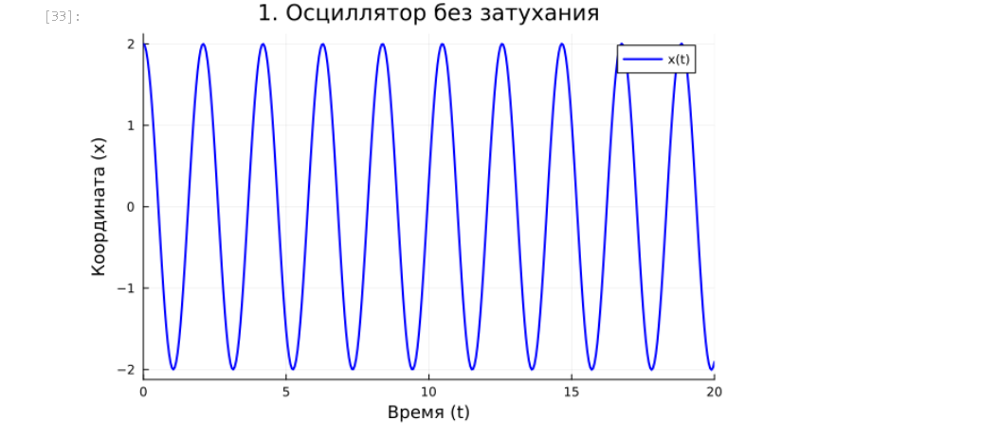 [33]:
1. Осциллятор без затухания
x(t)
Координата (x)
2
1
0
−1
−2
0 5 10 15 20
Время (t)